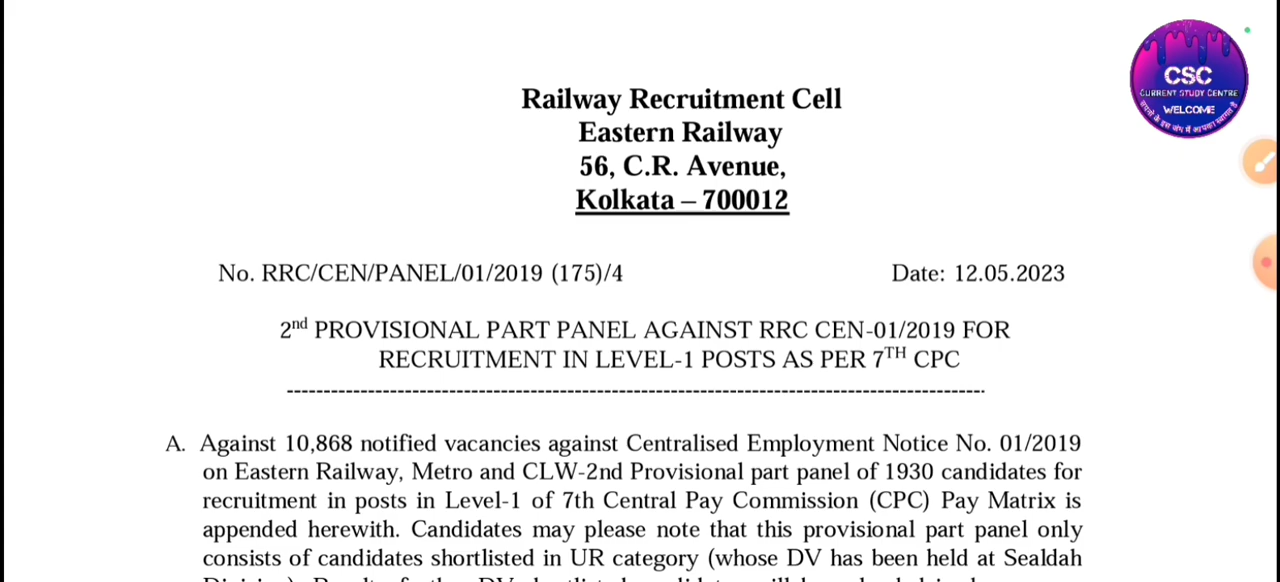 CSC
CURRENT STUDY CENTRE
WELCOME
Railway Recruitment Cell
Eastern Railway
56, C.R. Avenue,
Kolkata – 700012
No. RRC/CEN/PANEL/01/2019 (175)/4 Date: 12.05.2023
2nd PROVISIONAL PART PANEL AGAINST RRC CEN-01/2019 FOR
RECRUITMENT IN LEVEL-1 POSTS AS PER 7TH CPC
A. Against 10,868 notified vacancies against Centralised Employment Notice No. 01/2019
on Eastern Railway, Metro and CLW-2nd Provisional part panel of 1930 candidates for
recruitment in posts in Level-1 of 7th Central Pay Commission (CPC) Pay Matrix is
appended herewith. Candidates may please note that this provisional part panel only
consists of candidates shortlisted in UR category (whose DV has been held at Sealdah